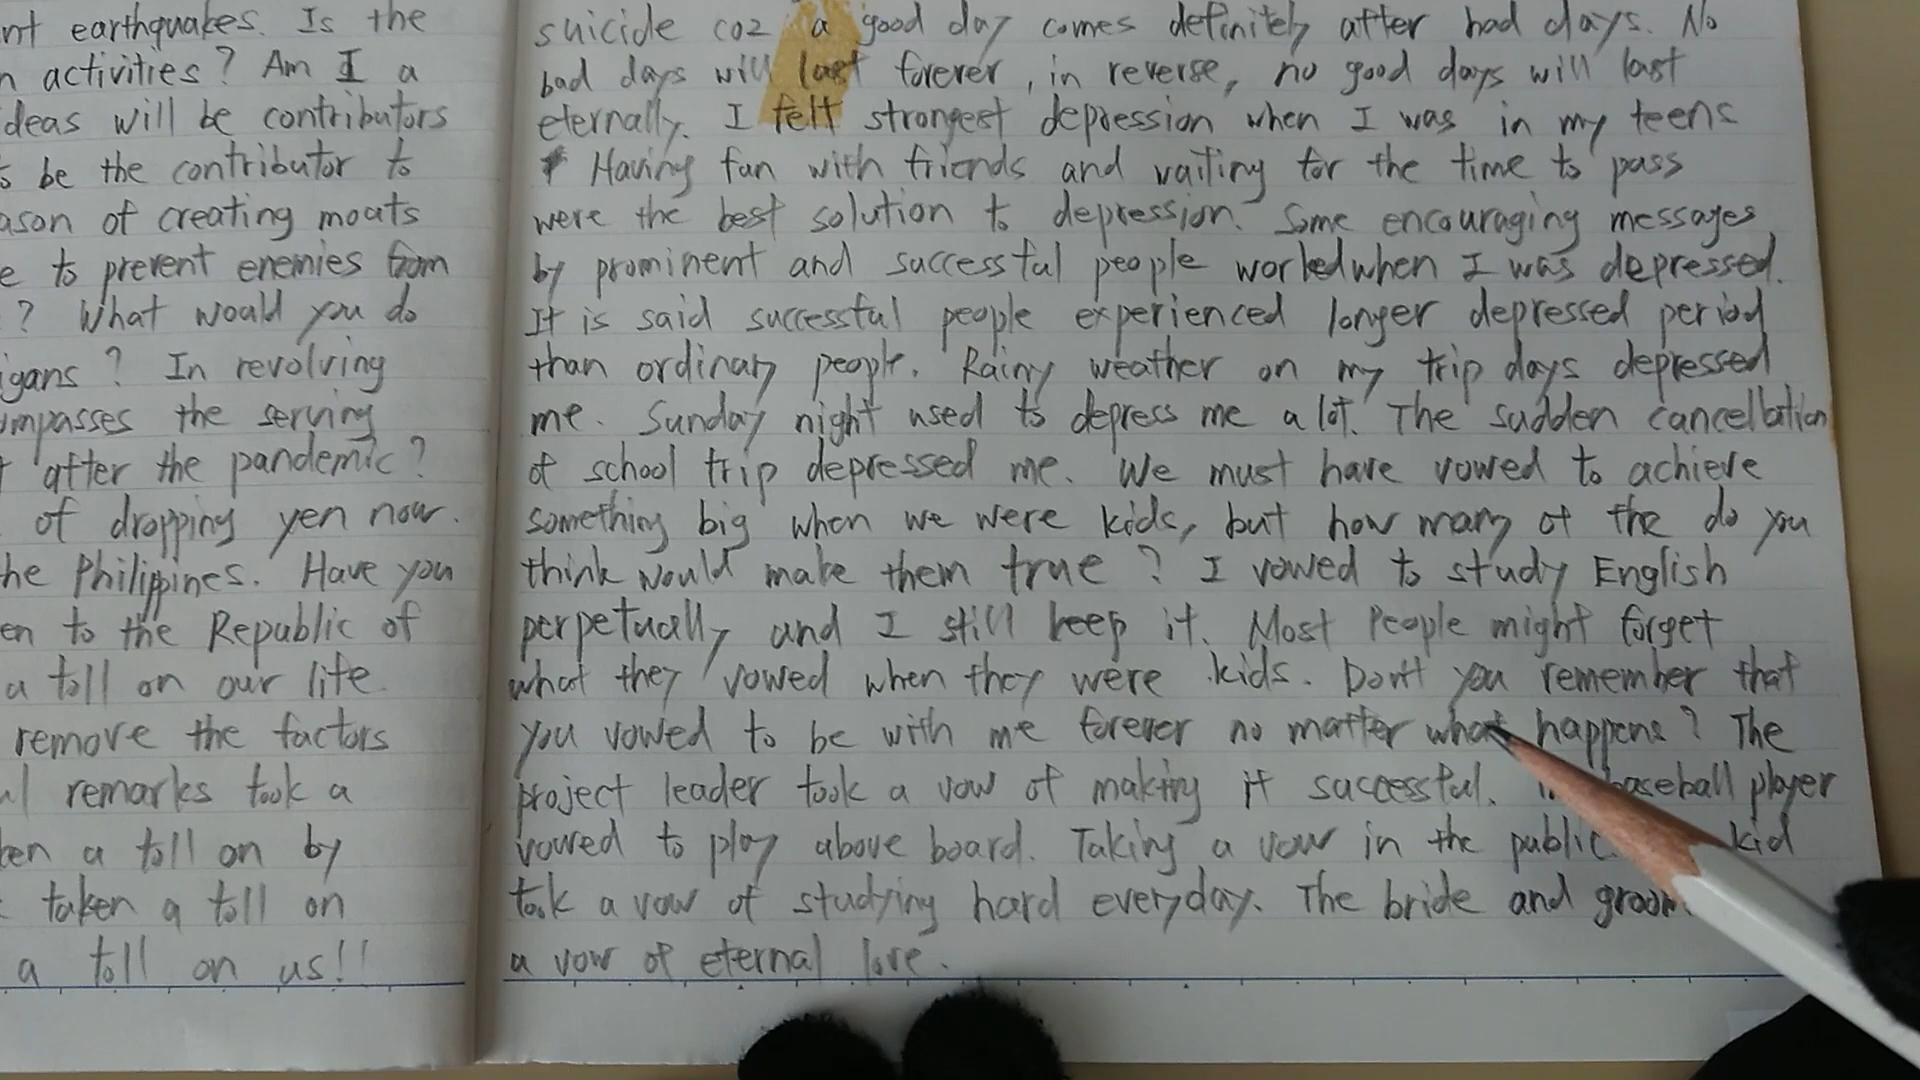 nt earthquakes. Is the
n activities? Am I a
deas will be contributors
be the contributor to
ason of creating moats
e to prevent enemies from
? What would you do
igans? In revolving
mpasses the serving
after the pandemic?
of dropping yen now.
he Philippines. Have you
en to the Republic of
a toll on our life
remove the factors
remarks took a
ken a toll on by
taken a toll on
a toll on us!!
suicide coz a good day comes definitely after bad days. No
bad days will last forever, in reverse, no good days will last
eternally. I felt strongest depression when I was in my teens
Having fun with friends and waiting for the time to pass
were the best solution to depression. Some encouraging messages
by prominent and successful people worked when I was depressed.
It is said successful people experienced longer depressed period
than ordinary people. Rainy weather on my trip days depressed
me. Sunday night used to depress me a lot. The sudden cancellation
of school trip depressed me. We must have vowed to achieve
something big when we were kids, but how many of the do you
think would make them true? I vowed to study English
perpetually and I still keep it. Most People might forget
what they vowed when they were kids. Don't you remember that
you vowed to be with me forever no matter what happens? The
project leader took a vow of making it successful. baseball player
vowed to play above board. Taking a vow in the public. kid
took a vow of studying hard everyday. The bride and groom
a vow of eternal love.